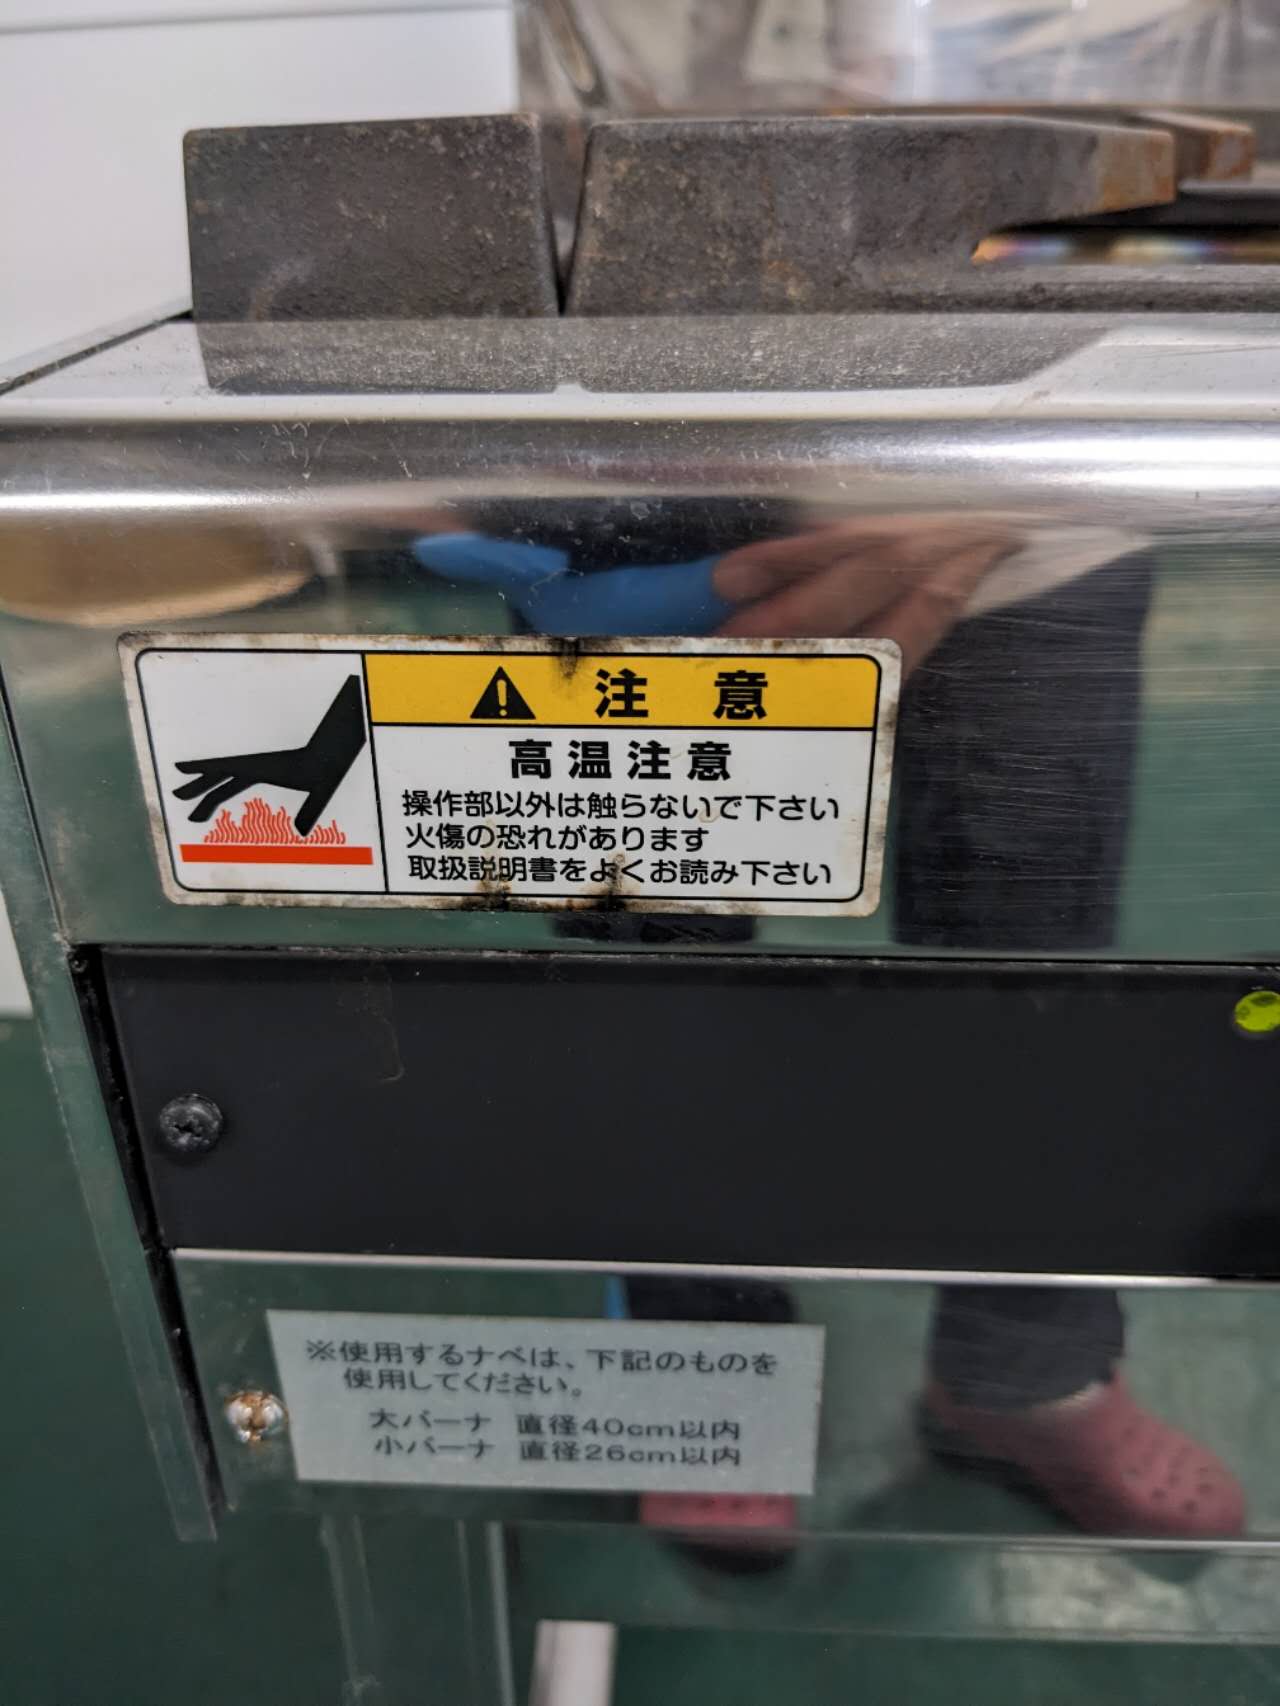 注意
高温注意
操作部以外は触らないで下さい
火傷の恐れがあります
取扱説明書をよくお読み下さい
※使用するナベは、下記のものを
使用してください。
大バーナ 直径40cm以内
小バーナ 直径26cm以内